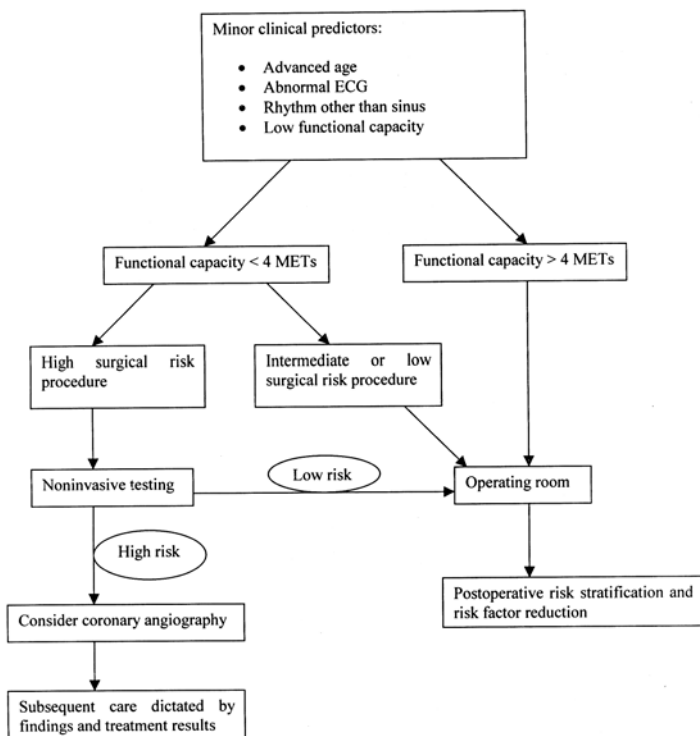 Minor clinical predictors:
• Advanced age
• Abnormal ECG
• Rhythm other than sinus
• Low functional capacity
Functional capacity < 4 METs
Functional capacity > 4 METs
High surgical risk
procedure
Intermediate or low
surgical risk procedure
Noninvasive testing
Low risk
Operating room
High risk
Postoperative risk stratification and
risk factor reduction
Consider coronary angiography
Subsequent care dictated by
findings and treatment results